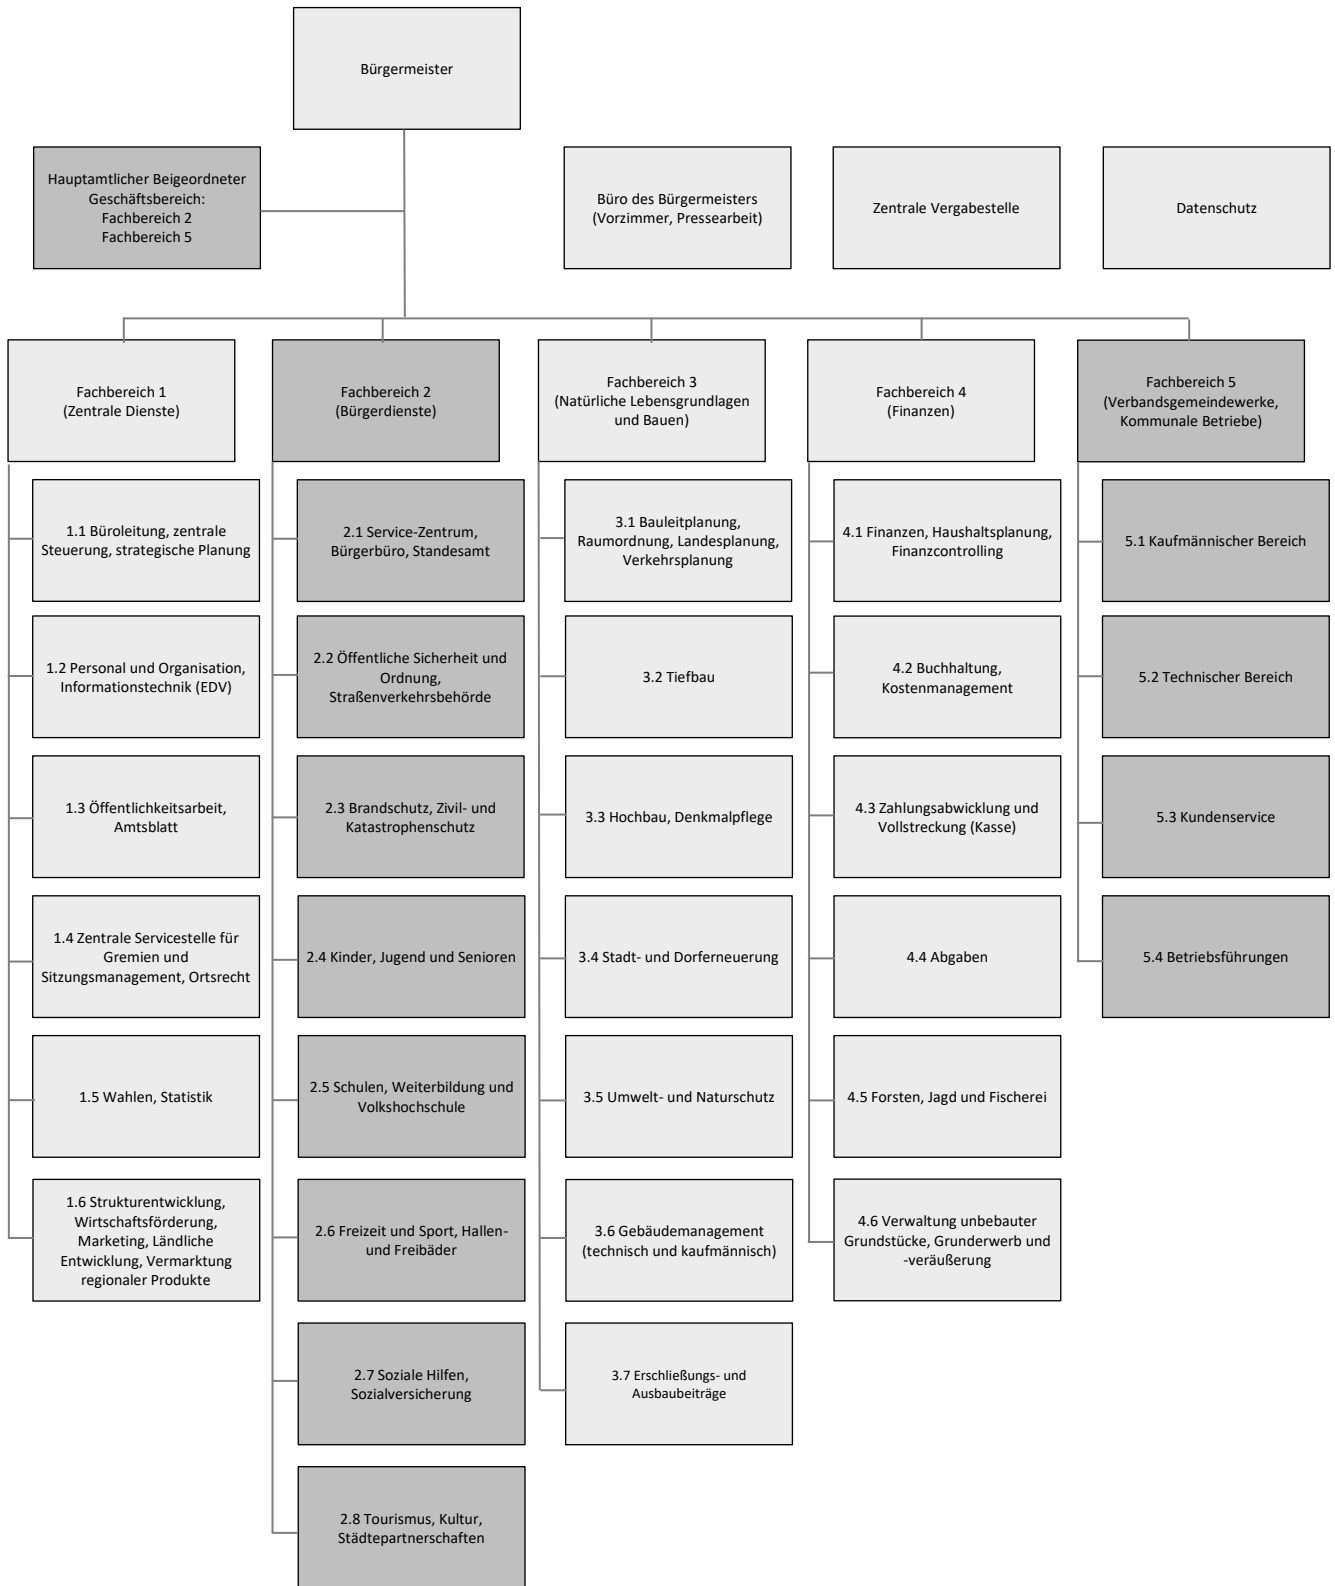 Bürgermeister
Hauptamtlicher Beigeordneter
Geschäftsbereich:
Fachbereich 2
Fachbereich 5
Büro des Bürgermeisters
(Vorzimmer, Pressearbeit)
Zentrale Vergabestelle
Datenschutz
Fachbereich 1
(Zentrale Dienste)
Fachbereich 2
(Bürgerdienste)
Fachbereich 3
(Natürliche Lebensgrundlagen
und Bauen)
Fachbereich 4
(Finanzen)
Fachbereich 5
(Verbandsgemeindewerke,
Kommunale Betriebe)
1.1 Büroleitung, zentrale
Steuerung, strategische Planung
1.2 Personal und Organisation,
Informationstechnik (EDV)
1.3 Öffentlichkeitsarbeit,
Amtsblatt
1.4 Zentrale Servicestelle für
Gremien und
Sitzungsmanagement, Ortsrecht
1.5 Wahlen, Statistik
1.6 Strukturentwicklung,
Wirtschaftsförderung,
Marketing, Ländliche
Entwicklung, Vermarktung
regionaler Produkte
2.1 Service-Zentrum,
Bürgerbüro, Standesamt
2.2 Öffentliche Sicherheit und
Ordnung,
Straßenverkehrsbehörde
2.3 Brandschutz, Zivil- und
Katastrophenschutz
2.4 Kinder, Jugend und Senioren
2.5 Schulen, Weiterbildung und
Volkshochschule
2.6 Freizeit und Sport, Hallen-
und Freibäder
2.7 Soziale Hilfen,
Sozialversicherung
2.8 Tourismus, Kultur,
Städtepartnerschaften
3.1 Bauleitplanung,
Raumordnung, Landesplanung,
Verkehrsplanung
3.2 Tiefbau
3.3 Hochbau, Denkmalpflege
3.4 Stadt- und Dorferneuerung
3.5 Umwelt- und Naturschutz
3.6 Gebäudemanagement
(technisch und kaufmännisch)
3.7 Erschließungs- und
Ausbaubeiträge
4.1 Finanzen, Haushaltsplanung,
Finanzcontrolling
4.2 Buchhaltung,
Kostenmanagement
4.3 Zahlungsabwicklung und
Vollstreckung (Kasse)
4.4 Abgaben
4.5 Forsten, Jagd und Fischerei
4.6 Verwaltung unbebauter
Grundstücke, Grunderwerb und
-veräußerung
5.1 Kaufmännischer Bereich
5.2 Technischer Bereich
5.3 Kundenservice
5.4 Betriebsführungen